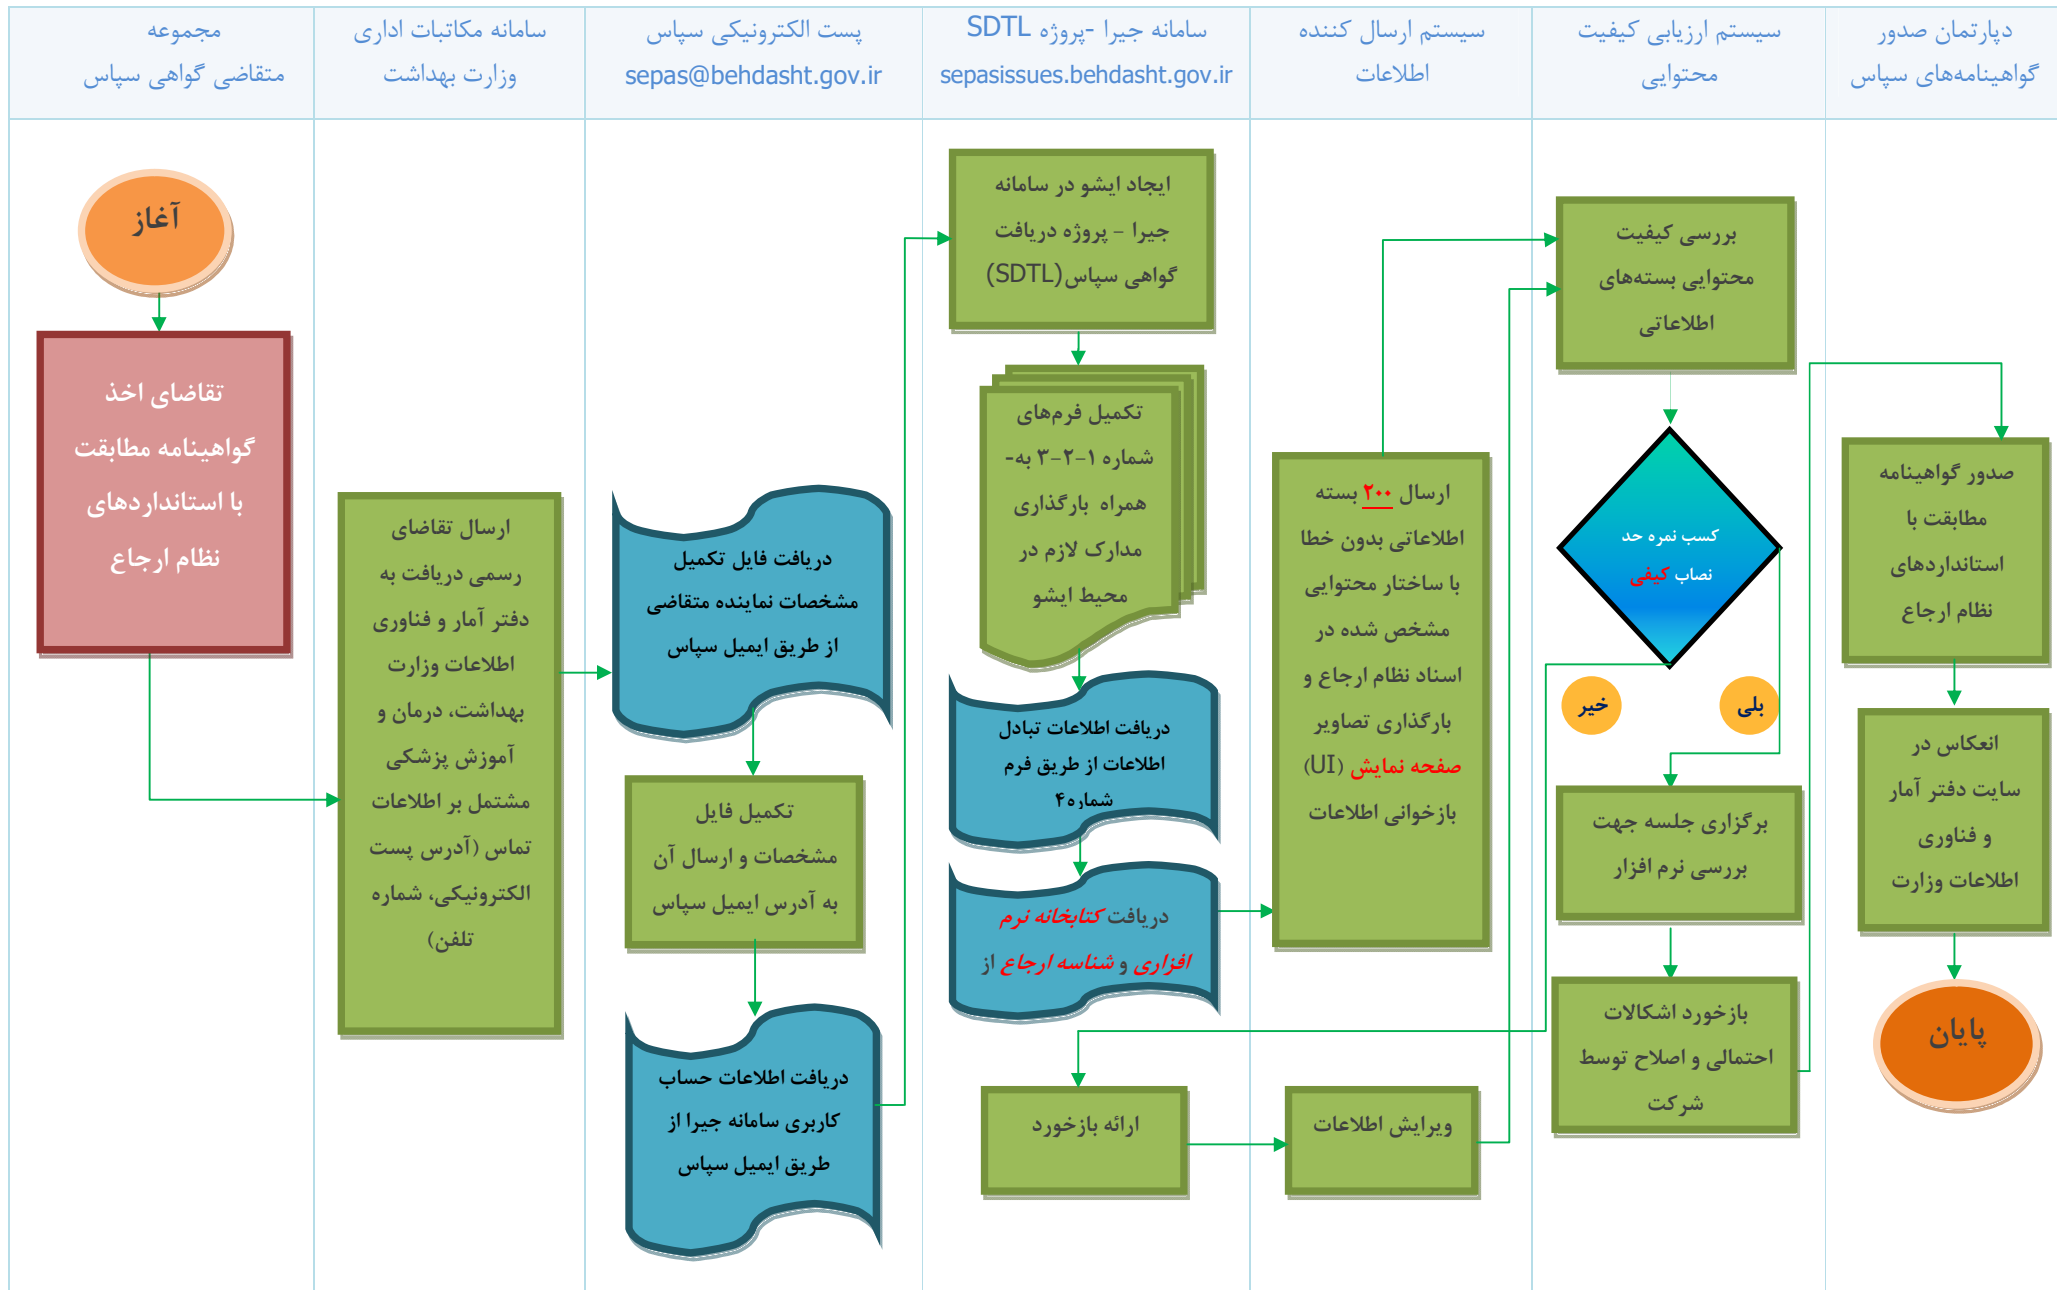 مجموعه
متقاضی گواهی سپاس
سامانه مکاتبات اداری
وزارت بهداشت
پست الکترونیکی سپاس
sepas@behdasht.gov.ir
سامانه جیرا -پروژه SDTL
sepasissues.behdasht.gov.ir
سیستم ارسال کننده
اطلاعات
سیستم ارزیابی کیفیت
محتوایی
دپارتمان صدور
گواهینامه‌های سپاس
آغاز
تقاضای اخذ
گواهینامه مطابقت
با استانداردهای
نظام ارجاع
ارسال تقاضای
رسمی دریافت به
دفتر آمار و فناوری
اطلاعات وزارت
بهداشت، درمان و
آموزش پزشکی
مشتمل بر اطلاعات
تماس (آدرس پست
الکترونیکی، شماره
تلفن)
دریافت فایل تکمیل
مشخصات نماینده متقاضی
از طریق ایمیل سپاس
تکمیل فایل
مشخصات و ارسال آن
به آدرس ایمیل سپاس
دریافت اطلاعات حساب
کاربری سامانه جیرا از
طریق ایمیل سپاس
ایجاد ایشو در سامانه
جیرا - پروژه دریافت
گواهی سپاس(SDTL)
تکمیل فرم‌های
شماره ۱-۲-۳ به-
همراه بارگذاری
مدارک لازم در
محیط ایشو
دریافت اطلاعات تبادل
اطلاعات از طریق فرم
شماره۴
دریافت کتابخانه نرم
افزاری و شناسه ارجاع از
ارائه بازخورد
ارسال ۲۰۰ بسته
اطلاعاتی بدون خطا
با ساختار محتوایی
مشخص شده در
اسناد نظام ارجاع و
بارگذاری تصاویر
صفحه نمایش (UI)
بازخوانی اطلاعات
ویرایش اطلاعات
بررسی کیفیت
محتوایی بسته‌های
اطلاعاتی
کسب نمره حد
نصاب کیفی
خیر
بلی
برگزاری جلسه جهت
بررسی نرم افزار
بازخورد اشکالات
احتمالی و اصلاح توسط
شرکت
صدور گواهینامه
مطابقت با
استانداردهای
نظام ارجاع
انعکاس در
سایت دفتر آمار
و فناوری
اطلاعات وزارت
پایان